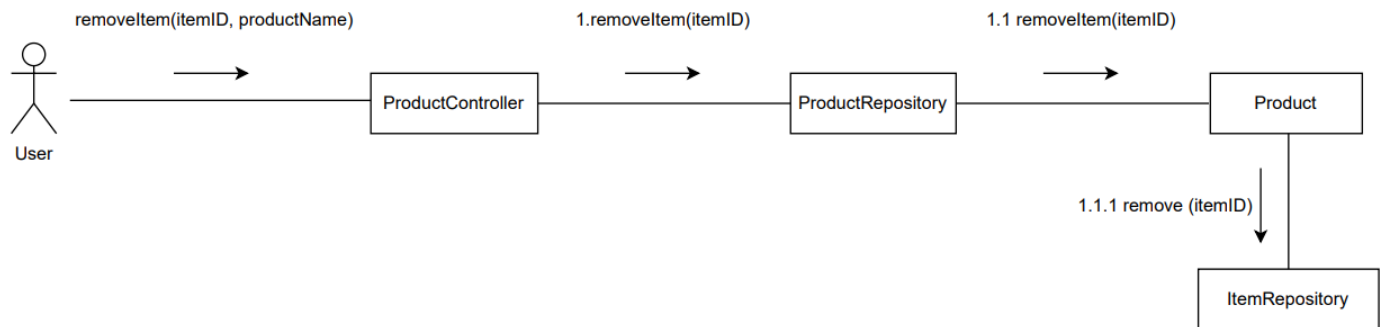 removeItem(itemID, productName)
1.removeItem(itemID)
1.1 removeItem(itemID)
ProductController
ProductRepository
Product
User
1.1.1 remove (itemID)
ItemRepository